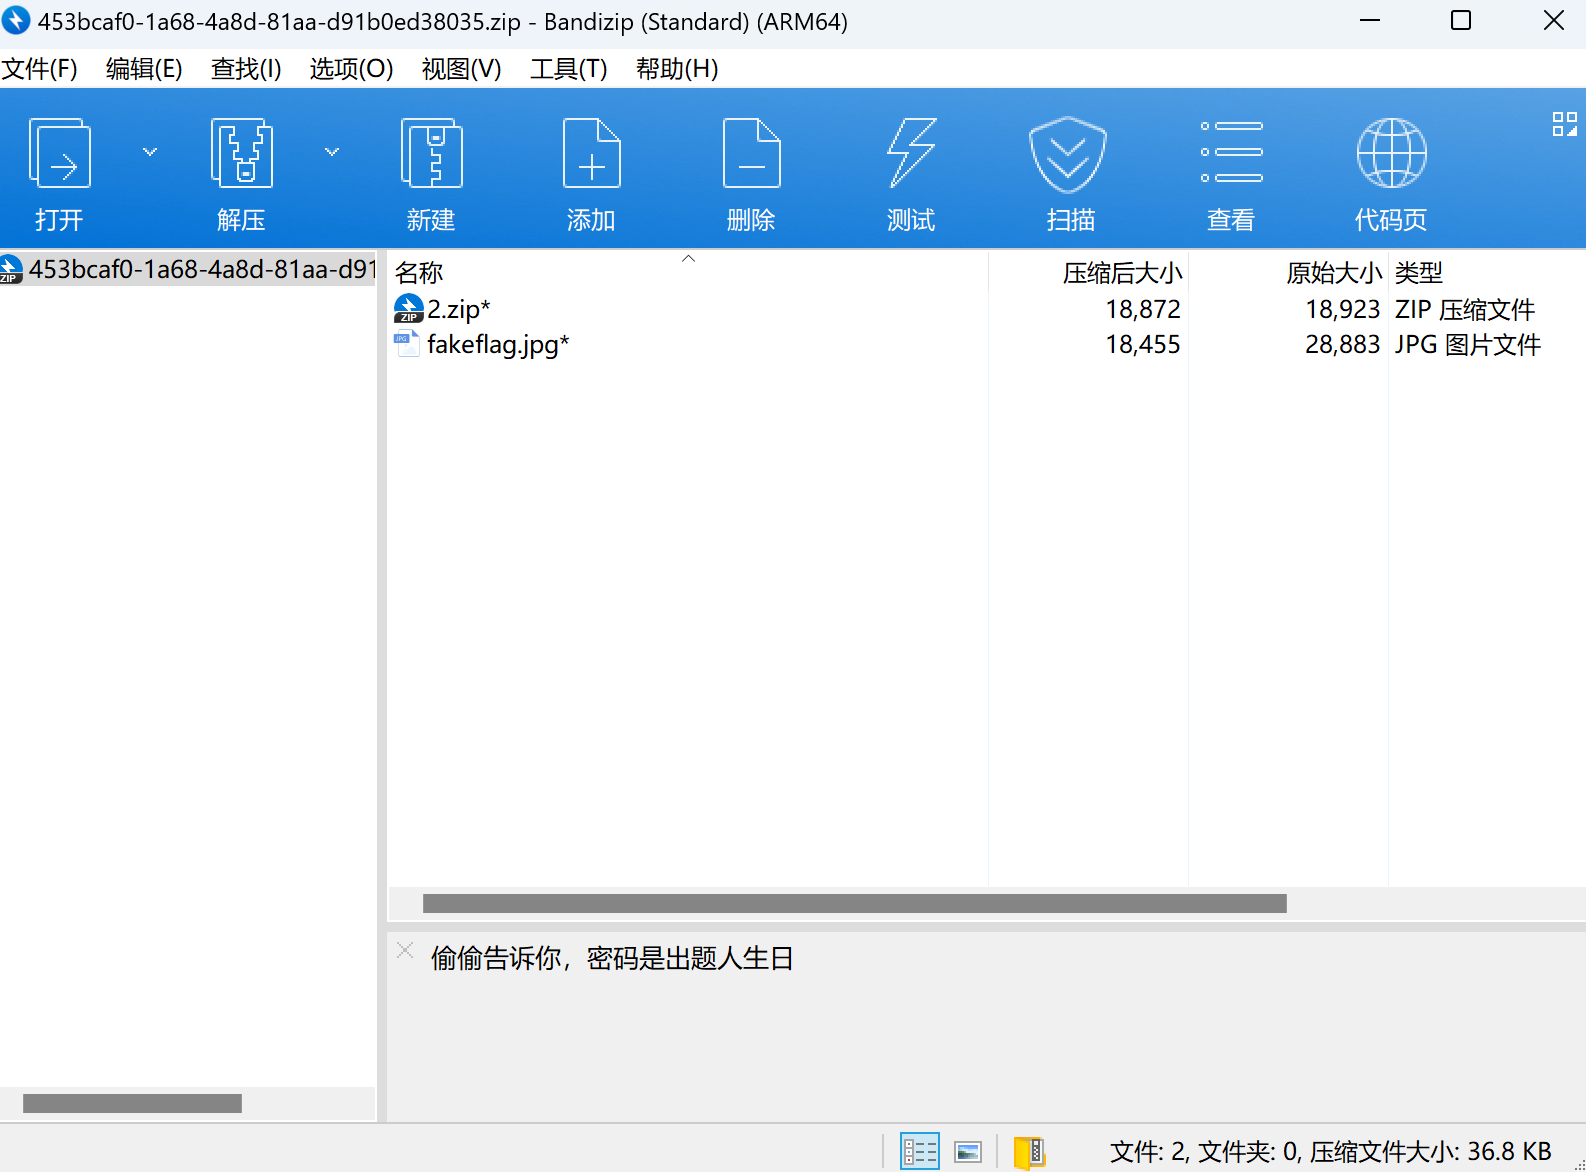 453bcaf0-1a68-4a8d-81aa-d91b0ed38035.zip - Bandizip (Standard) (ARM64)
文件(F) 编辑(E) 查找(I) 选项(O) 视图(V) 工具(T) 帮助(H)
打开 解压 新建 添加 删除 测试 扫描 查看 代码页
ZIP 453bcaf0-1a68-4a8d-81aa-d91
名称 压缩后大小 原始大小 类型
ZIP 2.zip* 18,872 18,923 ZIP 压缩文件
JPG fakeflag.jpg* 18,455 28,883 JPG 图片文件
偷偷告诉你，密码是出题人生日
文件: 2, 文件夹: 0, 压缩文件大小: 36.8 KB